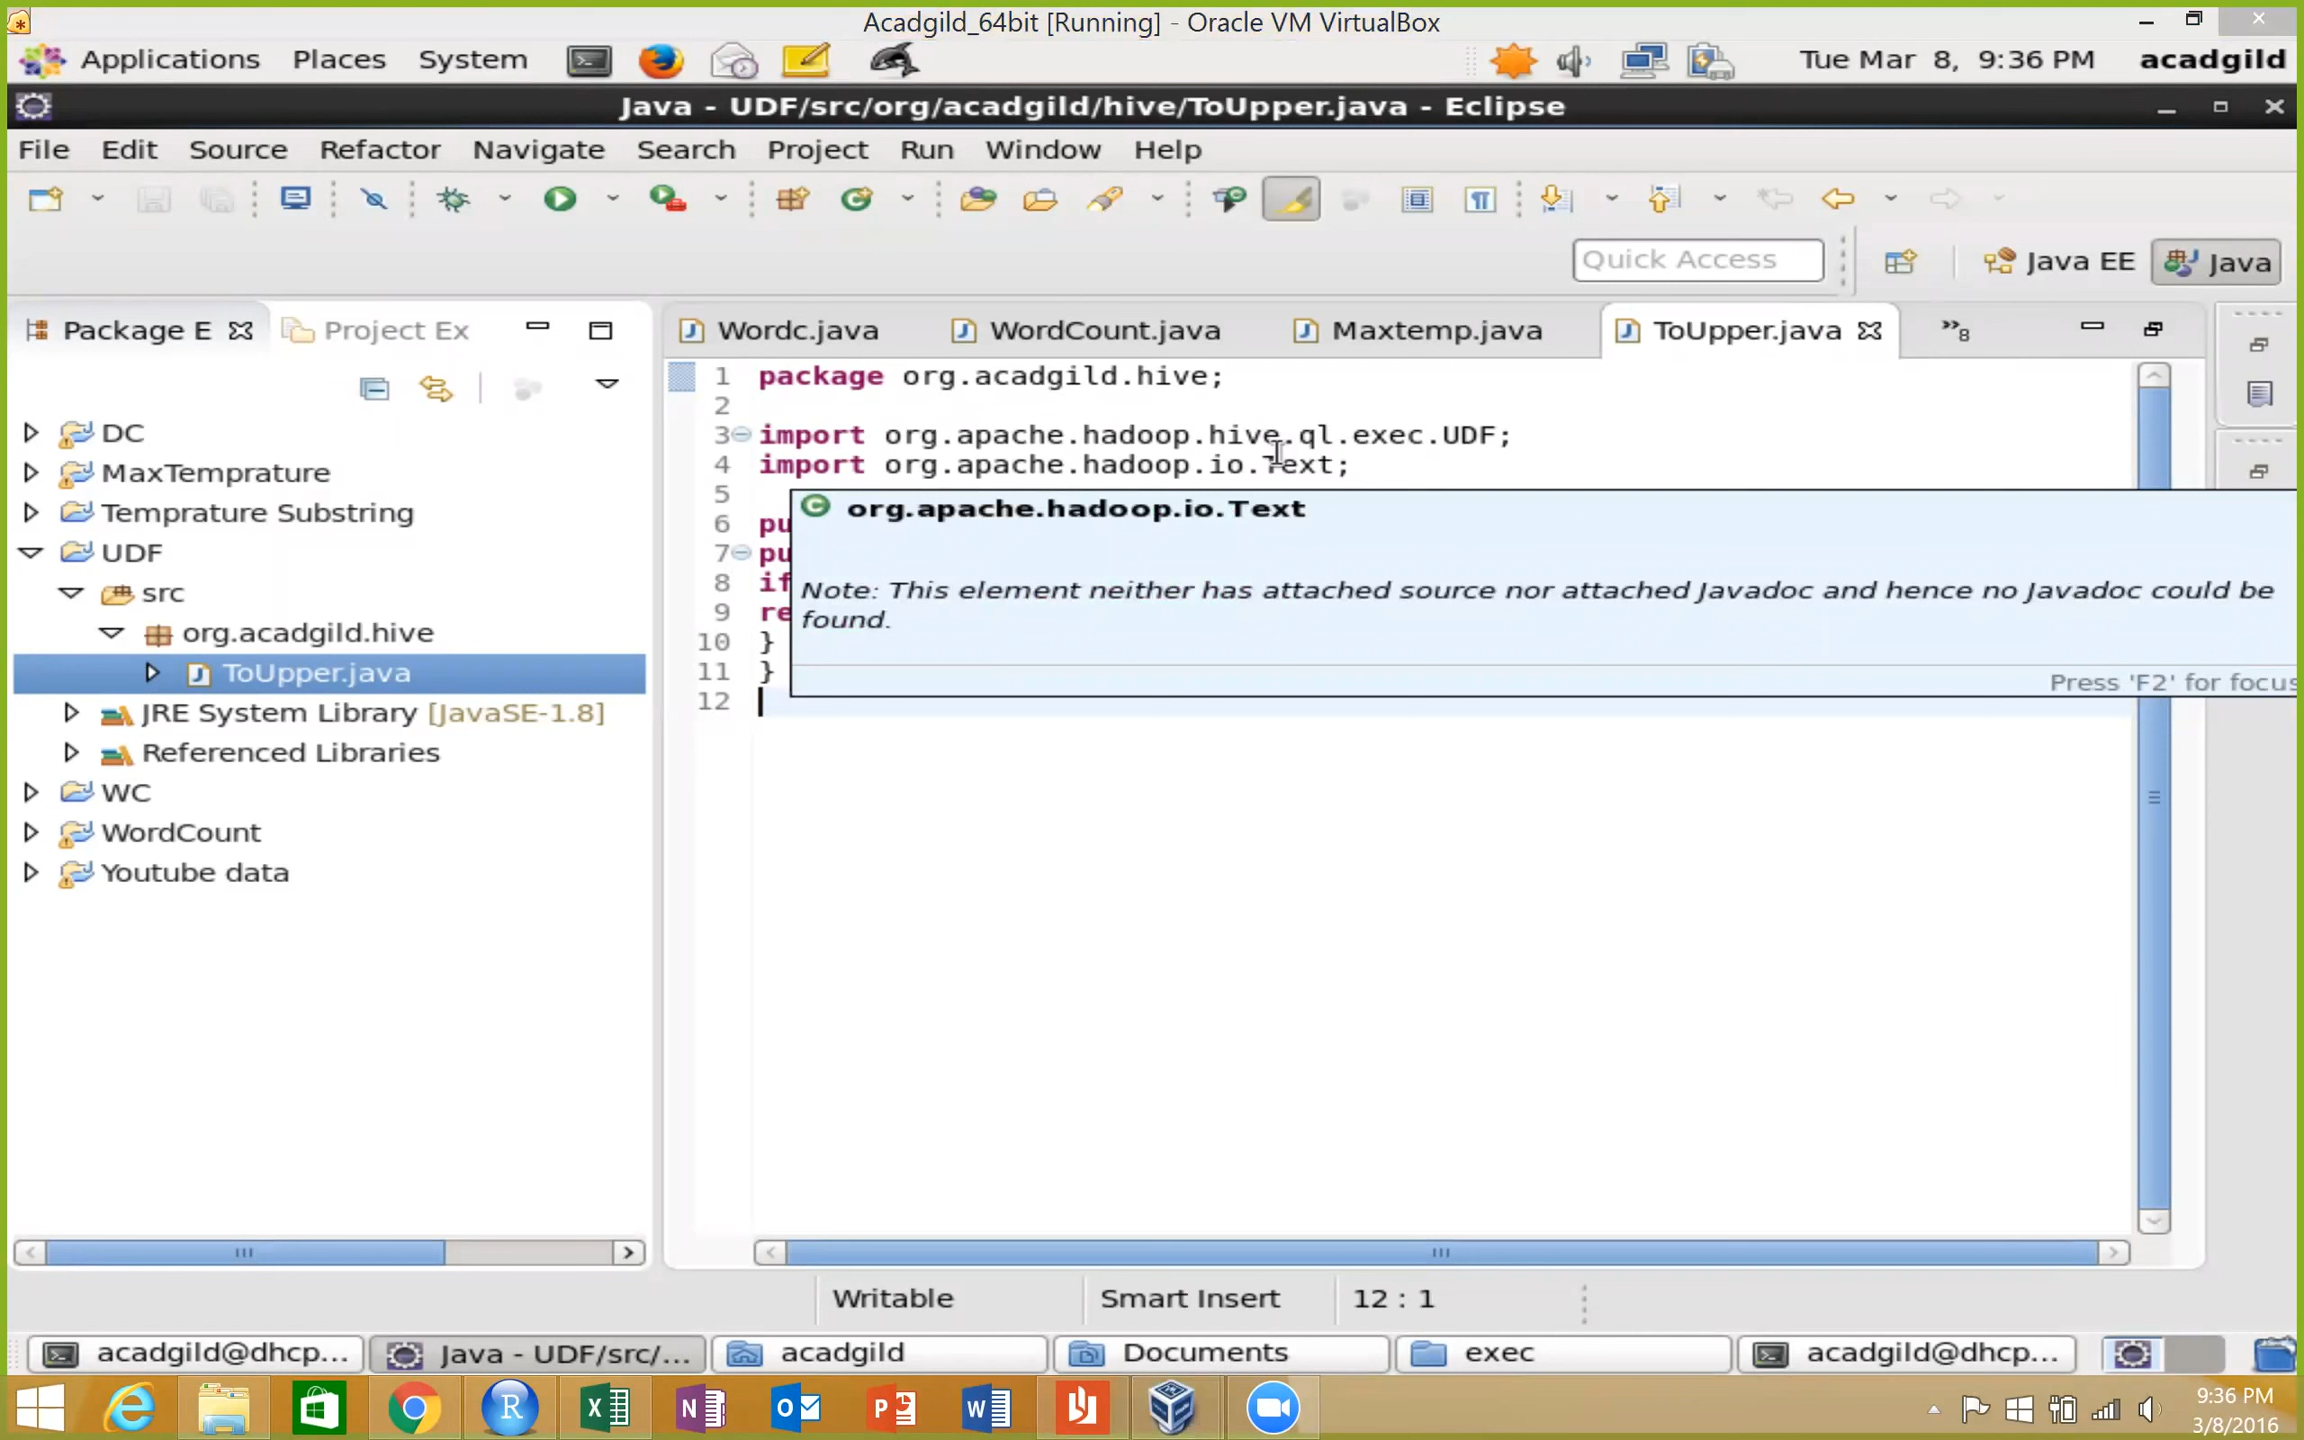 Acadgild_64bit [Running] - Oracle VM VirtualBox
Applications Places System Tue Mar 8, 9:36 PM acadgild
Java - UDF/src/org/acadgild/hive/ToUpper.java - Eclipse
File Edit Source Refactor Navigate Search Project Run Window Help
Quick Access Java EE Java
Package E Project Ex
Wordc.java WordCount.java Maxtemp.java ToUpper.java »8
DC
MaxTemprature
Temprature Substring
UDF
src
org.acadgild.hive
ToUpper.java
JRE System Library [JavaSE-1.8]
Referenced Libraries
WC
WordCount
Youtube data
1 package org.acadgild.hive;
2
3 import org.apache.hadoop.hive.ql.exec.UDF;
4 import org.apache.hadoop.io.Text;
5
6 pu
7 pu
8 if
9 re
10 }
11 }
12
org.apache.hadoop.io.Text
Note: This element neither has attached source nor attached Javadoc and hence no Javadoc could be
found.
Press 'F2' for focus
Writable Smart Insert 12 : 1
acadgild@dhcp... Java - UDF/src/... acadgild Documents exec acadgild@dhcp...
9:36 PM
3/8/2016